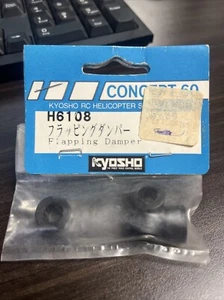 CONCEPT 60
KYOSHO RC HELICOPTER
H6108
フラッピングダンパー
Flapping Damper
KYOSHO